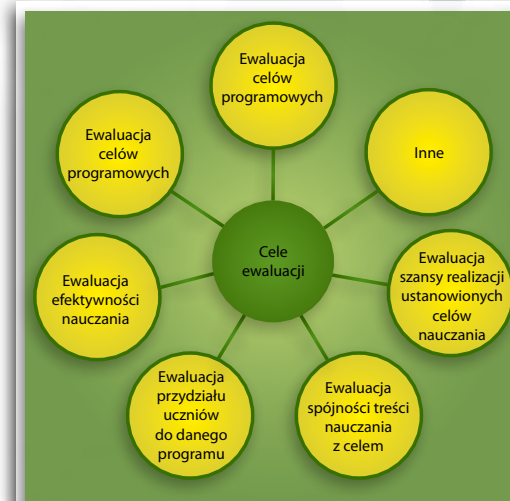 Ewaluacja
celów
programowych
Ewaluacja
celów
programowych
Inne
Cele
ewaluacji
Ewaluacja
szansy realizacji
ustanowionych
celów
nauczania
Ewaluacja
efektywności
nauczania
Ewaluacja
przydziału
uczniów
do danego
programu
Ewaluacja
spójności treści
nauczania
z celem